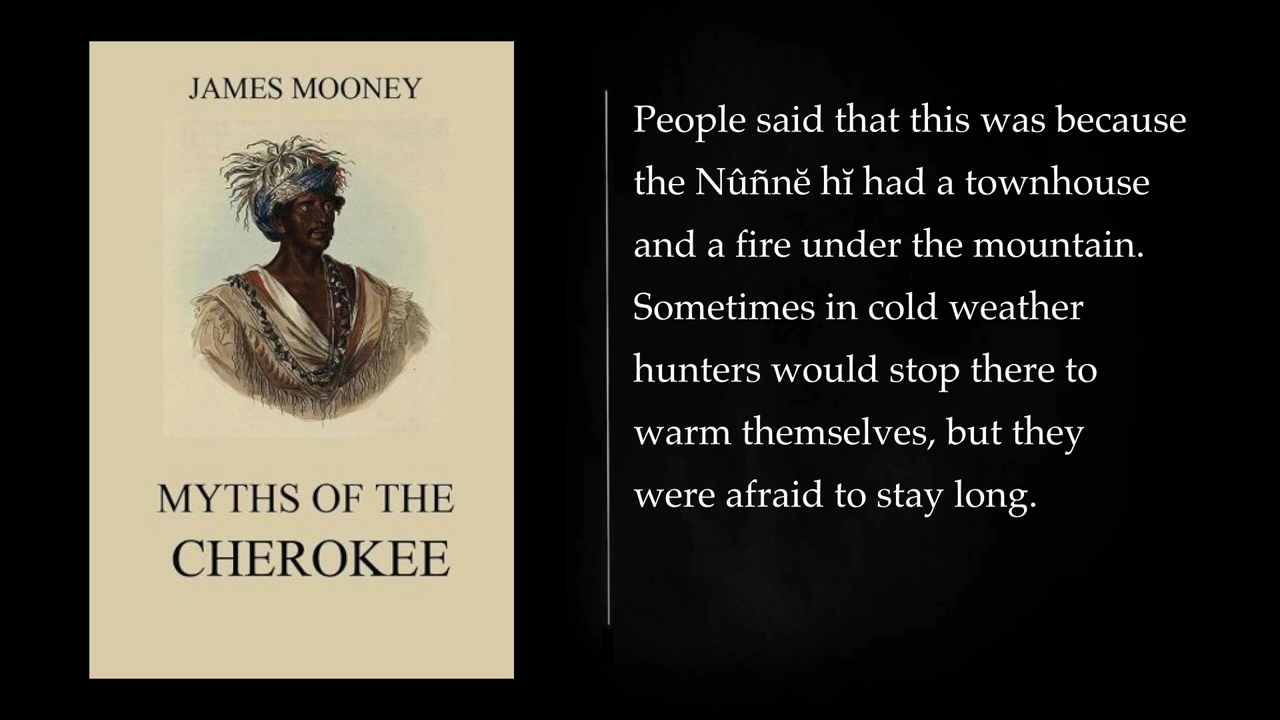 JAMES MOONEY
MYTHS OF THE
CHEROKEE
People said that this was because
the Nûñnĕ hĭ had a townhouse
and a fire under the mountain.
Sometimes in cold weather
hunters would stop there to
warm themselves, but they
were afraid to stay long.